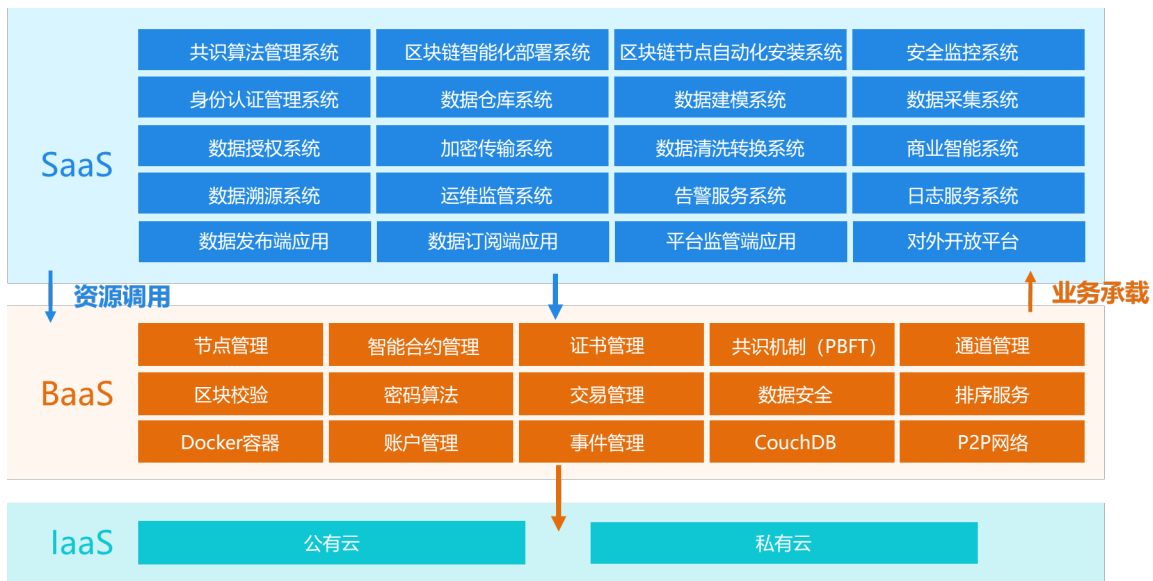 SaaS
共识算法管理系统
区块链智能化部署系统
区块链节点自动化安装系统
安全监控系统
身份认证管理系统
数据仓库系统
数据建模系统
数据采集系统
数据授权系统
加密传输系统
数据清洗转换系统
商业智能系统
数据溯源系统
运维监管系统
告警服务系统
日志服务系统
数据发布端应用
数据订阅端应用
平台监管端应用
对外开放平台
资源调用
业务承载
BaaS
节点管理
智能合约管理
证书管理
共识机制（PBFT）
通道管理
区块校验
密码算法
交易管理
数据安全
排序服务
Docker容器
账户管理
事件管理
CouchDB
P2P网络
IaaS
公有云
私有云